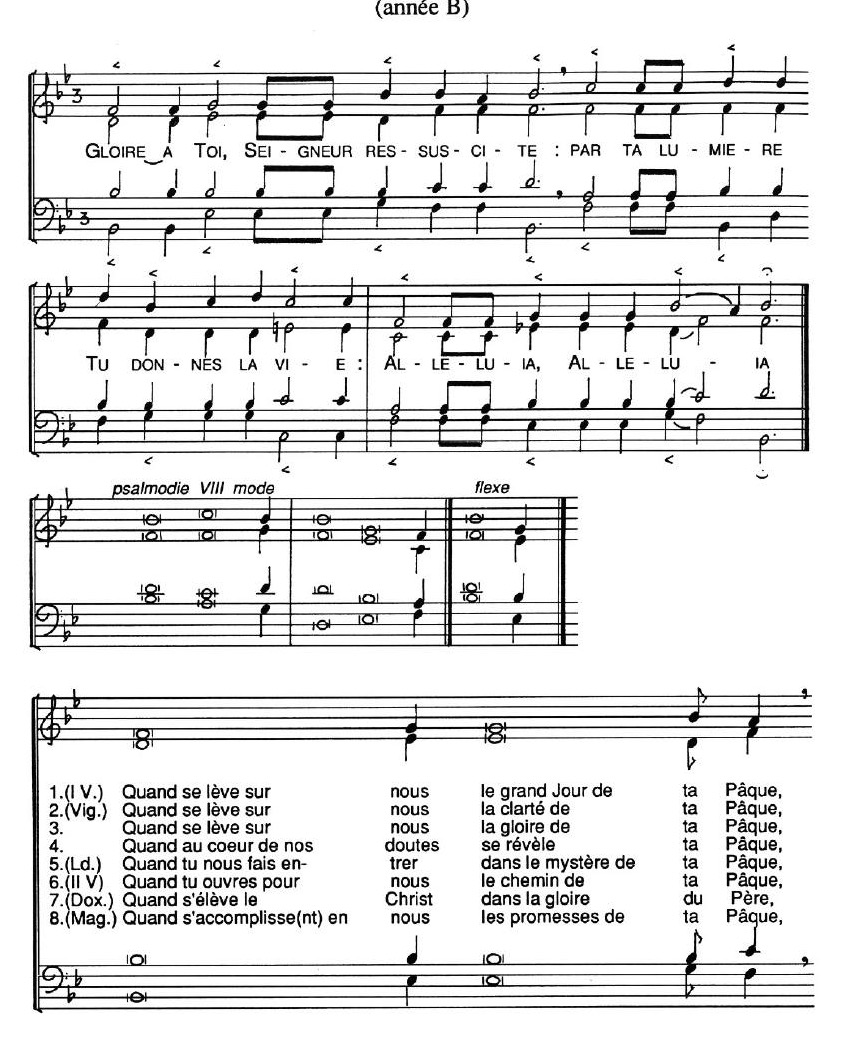 (année B)
3
GLOIRE A TOI, SEI - GNEUR RES - SUS - CI - TE : PAR TA LU - MIE - RE
3
TU DON - NES LA VI - E : AL - LE - LU - IA, AL - LE - LU - IA
psalmodie VIII mode flexe
1.(I V.) Quand se lève sur nous le grand Jour de ta Pâque,
2.(Vig.) Quand se lève sur nous la clarté de ta Pâque,
3. Quand se lève sur nous la gloire de ta Pâque,
4. Quand au coeur de nos doutes se révèle ta Pâque,
5.(Ld.) Quand tu nous fais en- trer dans le mystère de ta Pâque,
6.(II V) Quand tu ouvres pour nous le chemin de ta Pâque,
7.(Dox.) Quand s'élève le Christ dans la gloire du Père,
8.(Mag.) Quand s'accomplisse(nt) en nous les promesses de ta Pâque,